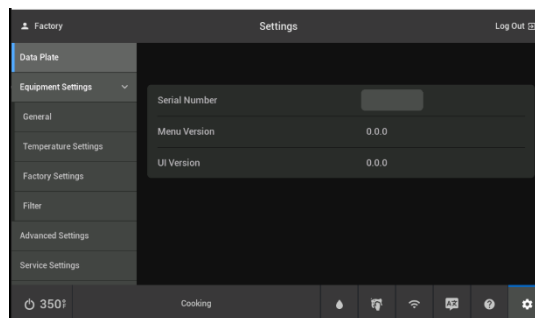 Factory
Settings
Log Out
Data Plate
Equipment Settings
General
Temperature Settings
Factory Settings
Filter
Advanced Settings
Service Settings
Serial Number
Menu Version 0.0.0
UI Version 0.0.0
350°F
Cooking